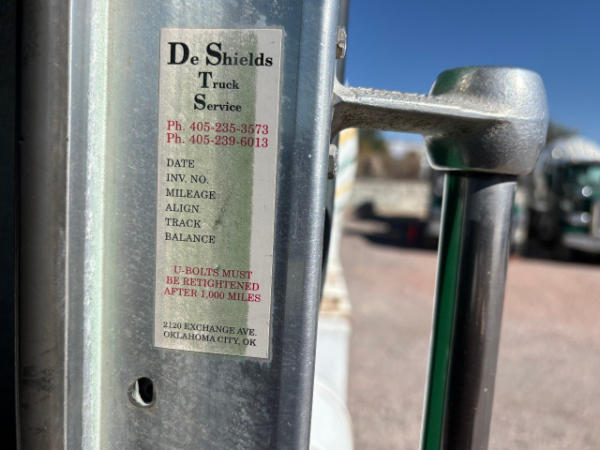 De Shields
Truck
Service
Ph. 405-235-3573
Ph. 405-239-6013
DATE
INV. NO.
MILEAGE
ALIGN
TRACK
BALANCE
U-BOLTS MUST
BE RETIGHTENED
AFTER 1,000 MILES
2120 EXCHANGE AVE.
OKLAHOMA CITY, OK